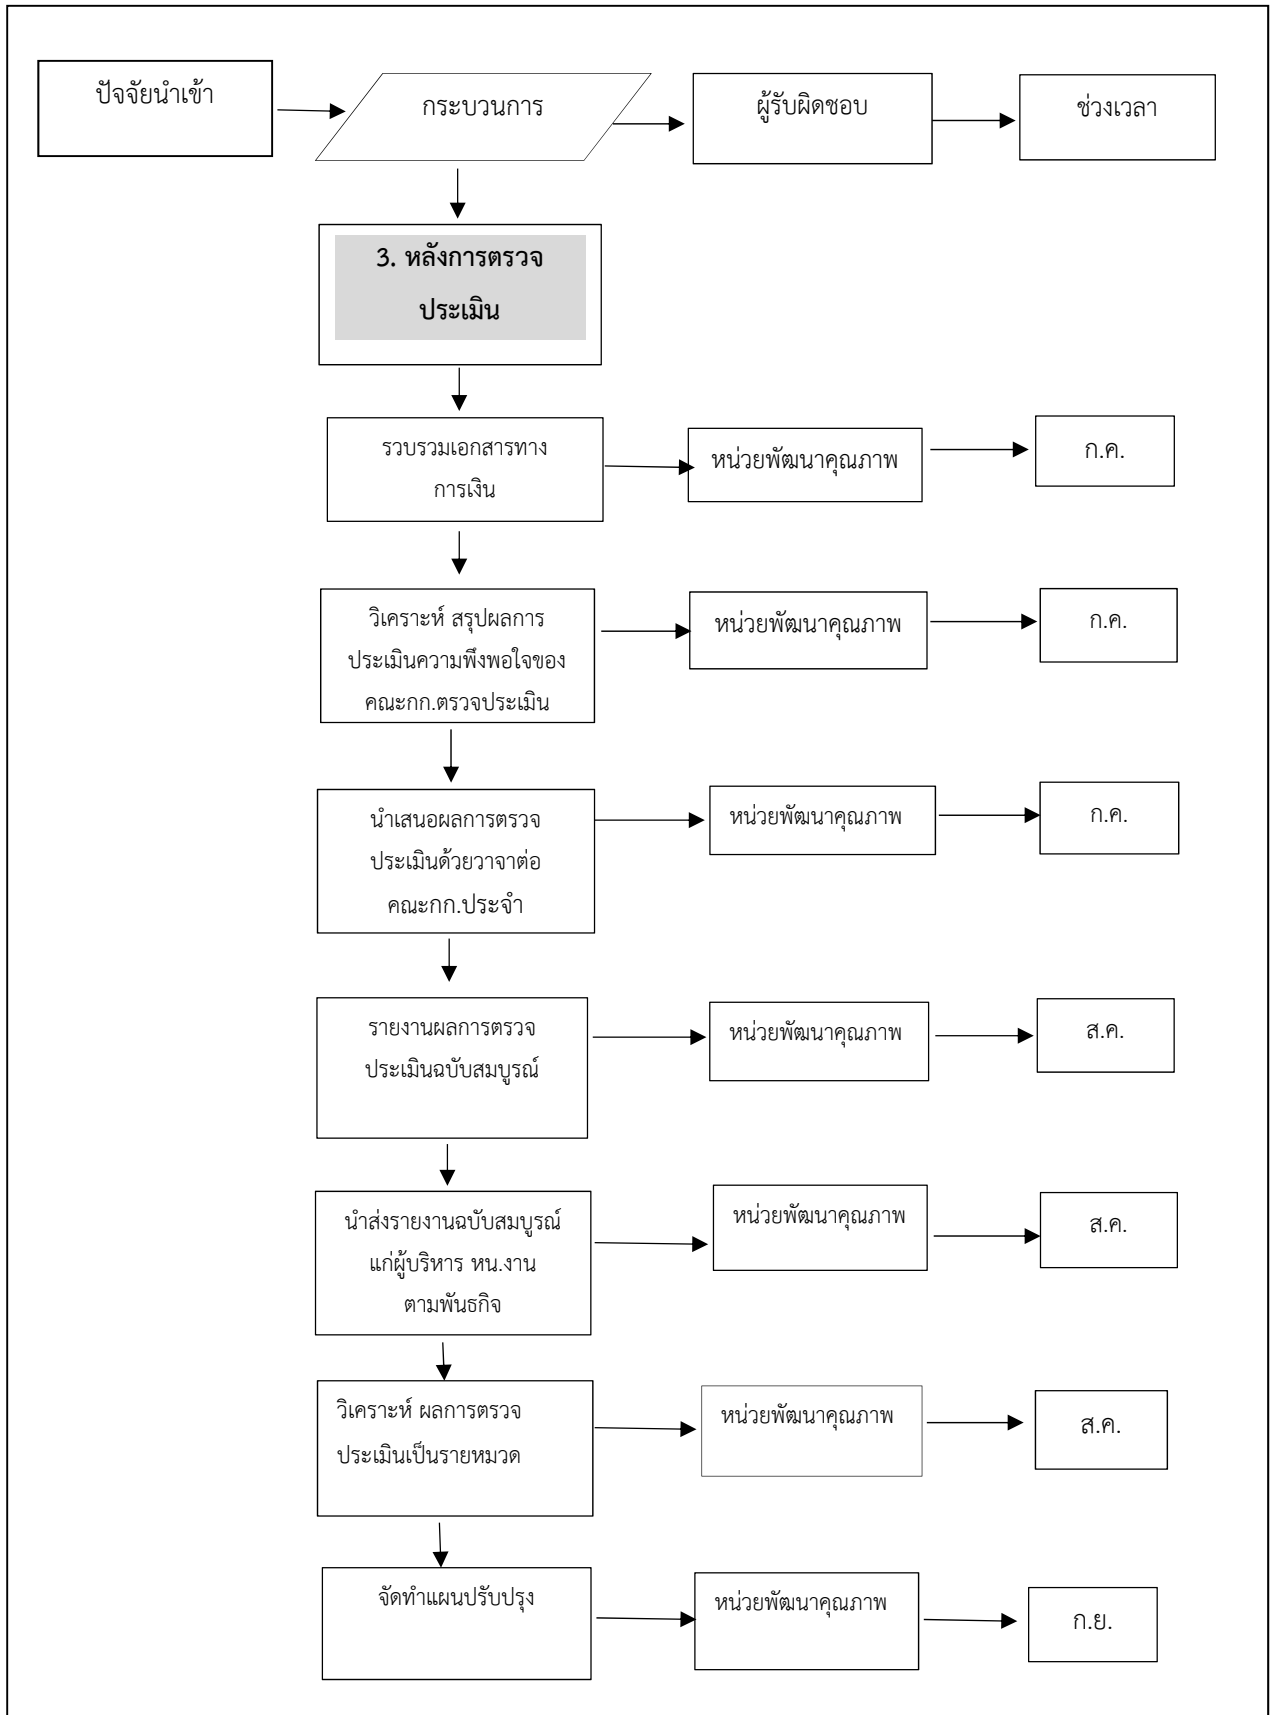 ปัจจัยนำเข้า
กระบวนการ
ผู้รับผิดชอบ
ช่วงเวลา
3. หลังการตรวจ
ประเมิน
รวบรวมเอกสารทาง
การเงิน
หน่วยพัฒนาคุณภาพ
ก.ค.
วิเคราะห์ สรุปผลการ
ประเมินความพึงพอใจของ
คณะกก.ตรวจประเมิน
หน่วยพัฒนาคุณภาพ
ก.ค.
นำเสนอผลการตรวจ
ประเมินด้วยวาจาต่อ
คณะกก.ประจำ
หน่วยพัฒนาคุณภาพ
ก.ค.
รายงานผลการตรวจ
ประเมินฉบับสมบูรณ์
หน่วยพัฒนาคุณภาพ
ส.ค.
นำส่งรายงานฉบับสมบูรณ์
แก่ผู้บริหาร หน.งาน
ตามพันธกิจ
หน่วยพัฒนาคุณภาพ
ส.ค.
วิเคราะห์ ผลการตรวจ
ประเมินเป็นรายหมวด
หน่วยพัฒนาคุณภาพ
ส.ค.
จัดทำแผนปรับปรุง
หน่วยพัฒนาคุณภาพ
ก.ย.